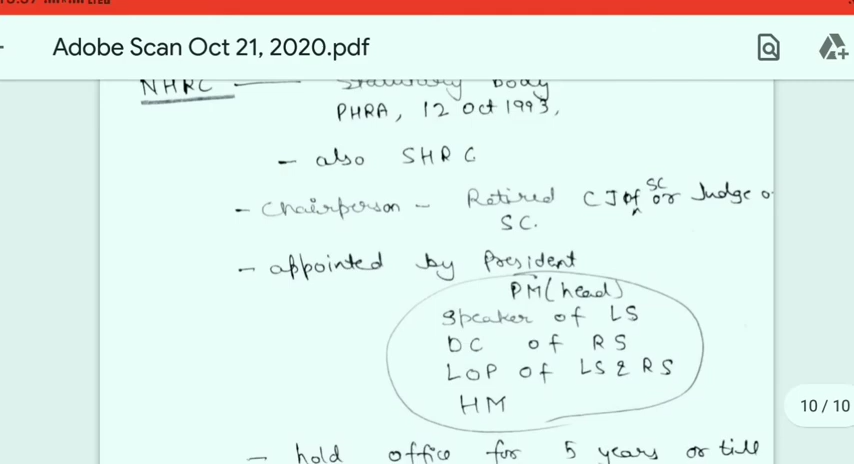 Adobe Scan Oct 21, 2020.pdf
NHRC — Statutory Body
PHRA, 12 Oct 1993,
- also SHRC
- Chairperson - Retired CJ of SC or Judge o
SC.
- appointed by President
PM (head)
Speaker of LS
DC of RS
LOP of LS & RS
HM
10 / 10
- hold office for 5 years or till